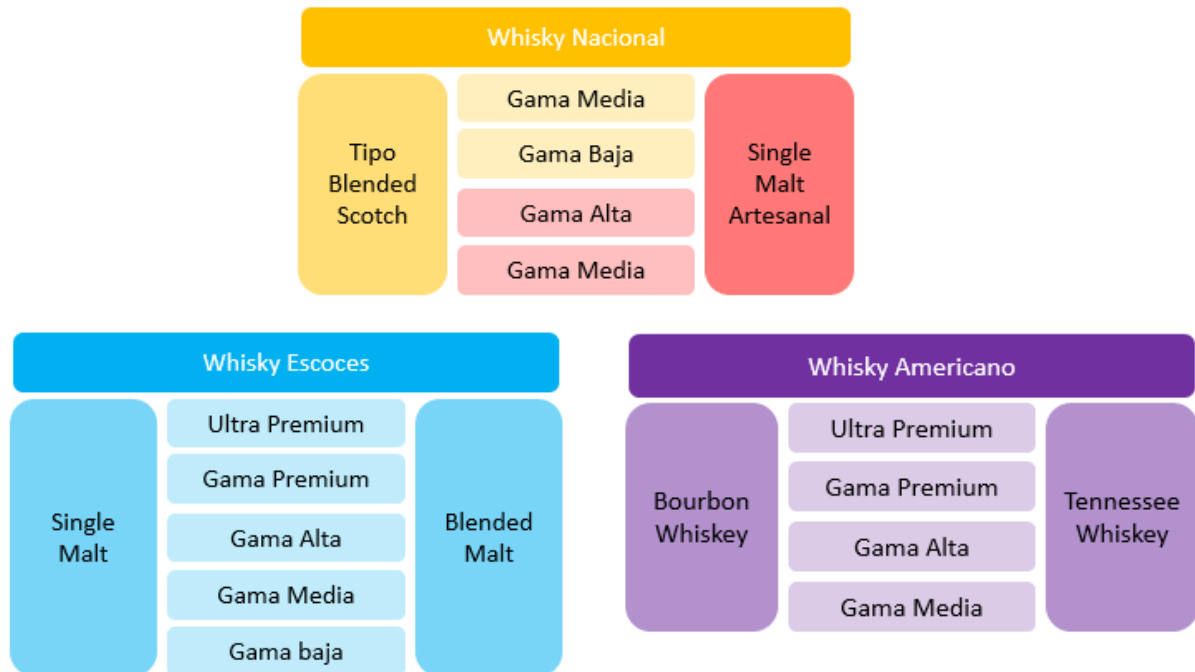 Whisky Nacional
Tipo
Blended
Scotch
Gama Media
Gama Baja
Gama Alta
Gama Media
Single
Malt
Artesanal
Whisky Escoces
Single
Malt
Ultra Premium
Gama Premium
Gama Alta
Gama Media
Gama baja
Blended
Malt
Whisky Americano
Bourbon
Whiskey
Ultra Premium
Gama Premium
Gama Alta
Gama Media
Tennessee
Whiskey